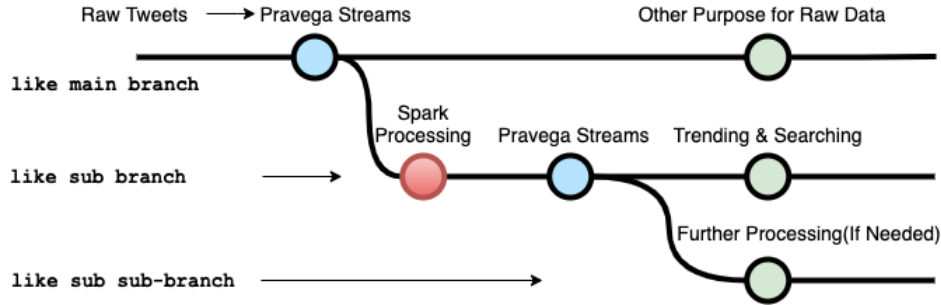 Raw Tweets
Pravega Streams
Other Purpose for Raw Data
like main branch
Spark
Processing
Pravega Streams
Trending & Searching
like sub branch
Further Processing(If Needed)
like sub sub-branch